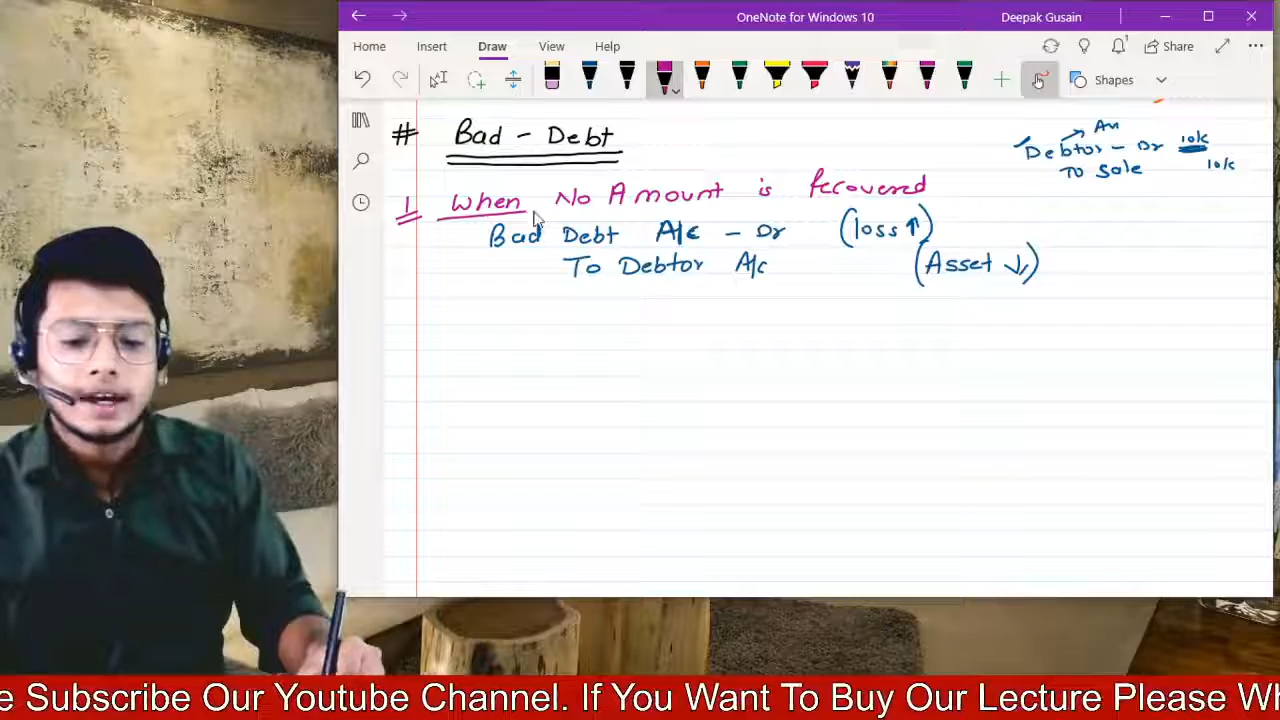 OneNote for Windows 10
Deepak Gusain
Home Insert Draw View Help
Share
Shapes
# Bad - Debt
An
Debtor - Dr 10k
To Sale 10k
1 When No Amount is Recovered
Bad Debt A/c - Dr (loss ↑)
To Debtor A/c (Asset ↓)
e Subscribe Our Youtube Channel. If You Want To Buy Our Lecture Please Wh